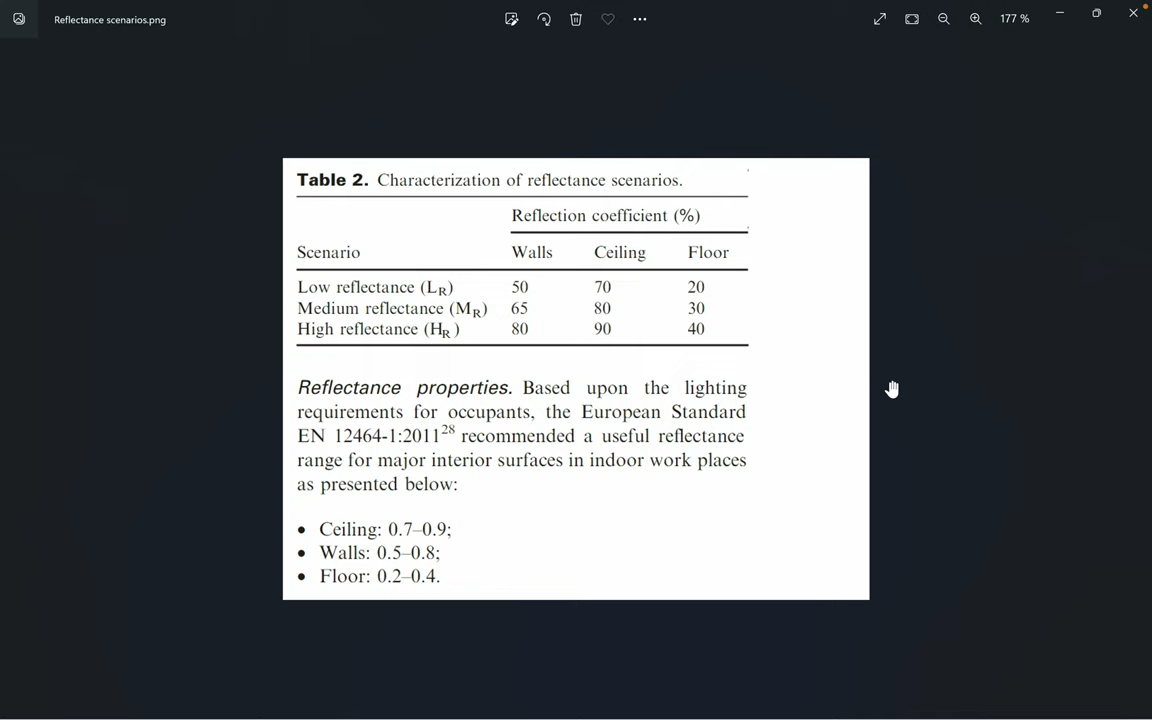 Reflectance scenarios.png
177 %
Table 2. Characterization of reflectance scenarios.
Reflection coefficient (%)
Scenario Walls Ceiling Floor
Low reflectance (LR) 50 70 20
Medium reflectance (MR) 65 80 30
High reflectance (HR ) 80 90 40
Reflectance properties. Based upon the lighting
requirements for occupants, the European Standard
EN 12464-1:2011²⁸ recommended a useful reflectance
range for major interior surfaces in indoor work places
as presented below:
• Ceiling: 0.7–0.9;
• Walls: 0.5–0.8;
• Floor: 0.2–0.4.